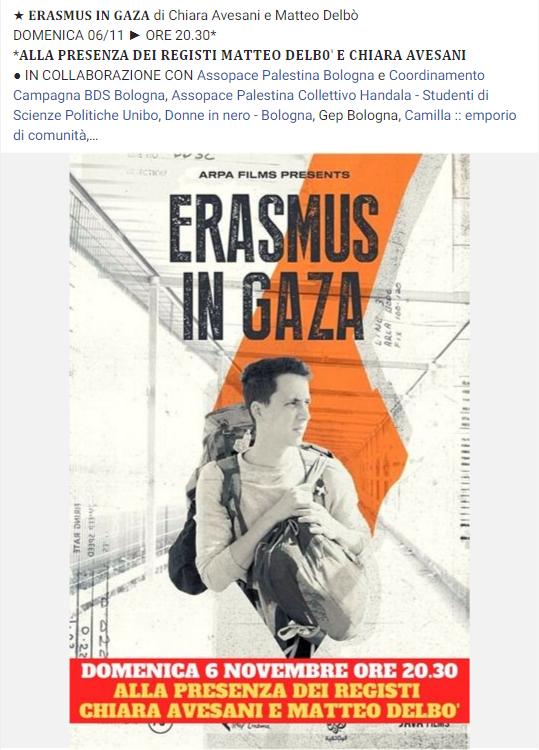 ★ ERASMUS IN GAZA di Chiara Avesani e Matteo Delbò
DOMENICA 06/11 ► ORE 20.30*
*ALLA PRESENZA DEI REGISTI MATTEO DELBO' E CHIARA AVESANI
● IN COLLABORAZIONE CON Assopace Palestina Bologna e Coordinamento
Campagna BDS Bologna, Assopace Palestina Collettivo Handala - Studenti di
Scienze Politiche Unibo, Donne in nero - Bologna, Gep Bologna, Camilla :: emporio
di comunità,...
ARPA FILMS PRESENTS
ERASMUS
IN GAZA
DOMENICA 6 NOVEMBRE ORE 20.30
ALLA PRESENZA DEI REGISTI
CHIARA AVESANI E MATTEO DELBO'
JAVA FILMS